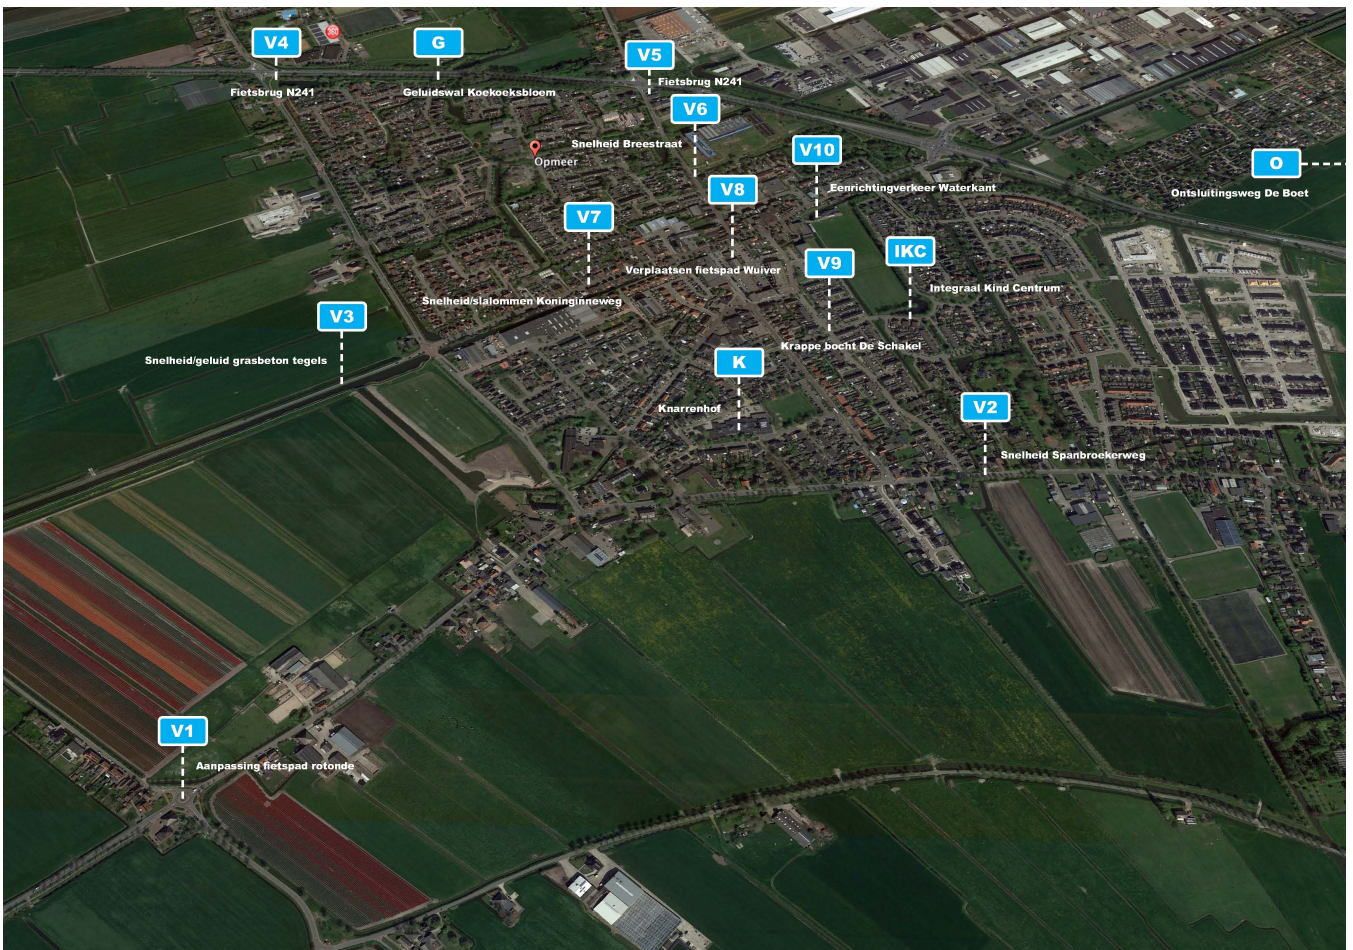 V4
Fietsbrug N241
G
Geluidswal Koekoeksbloem
V5
Fietsbrug N241
V6
Snelheid Breestraat
Opmeer
V10
Eenrichtingverkeer Waterkant
O
Ontsluitingsweg De Boet
V8
Verplaatsen fietspad Wuiver
V7
Snelheid/slalommen Koninginneweg
V9
Krappe bocht De Schakel
IKC
Integraal Kind Centrum
V3
Snelheid/geluid grasbeton tegels
K
Knarrenhof
V2
Snelheid Spanbroekerweg
V1
Aanpassing fietspad rotonde